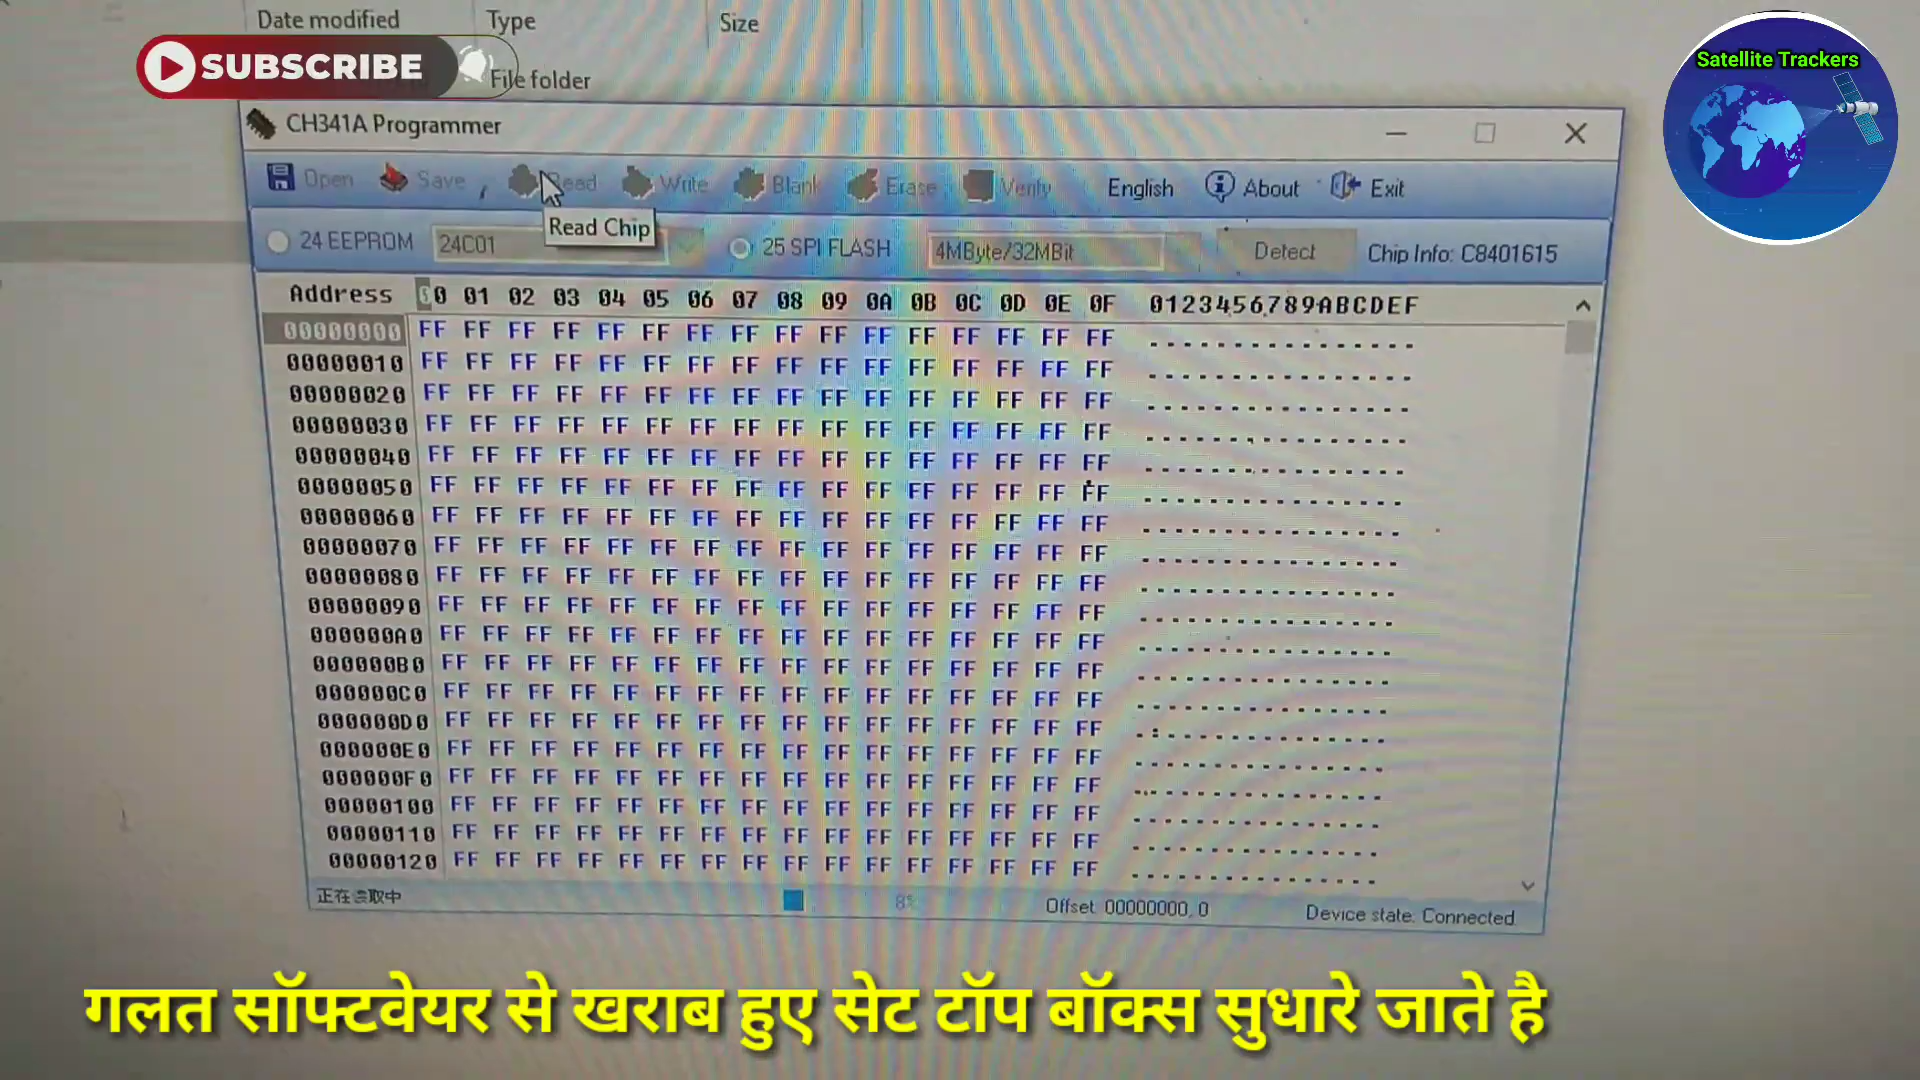 Date modified Type Size
SUBSCRIBE
File folder
Satellite Trackers
CH341A Programmer
Open Save Read Write Blank Erase Verify English About Exit
Read Chip
24 EEPROM 24C01 25 SPI FLASH 4MByte/32MBit Detect Chip Info: C8401615
Address 00 01 02 03 04 05 06 07 08 09 0A 0B 0C 0D 0E 0F 0123456789ABCDEF
00000000 FF FF FF FF FF FF FF FF FF FF FF FF FF FF FF FF ................
00000010 FF FF FF FF FF FF FF FF FF FF FF FF FF FF FF FF ................
00000020 FF FF FF FF FF FF FF FF FF FF FF FF FF FF FF FF ................
00000030 FF FF FF FF FF FF FF FF FF FF FF FF FF FF FF FF ................
00000040 FF FF FF FF FF FF FF FF FF FF FF FF FF FF FF FF ................
00000050 FF FF FF FF FF FF FF FF FF FF FF FF FF FF FF FF ................
00000060 FF FF FF FF FF FF FF FF FF FF FF FF FF FF FF FF ................
00000070 FF FF FF FF FF FF FF FF FF FF FF FF FF FF FF FF ................
00000080 FF FF FF FF FF FF FF FF FF FF FF FF FF FF FF FF ................
00000090 FF FF FF FF FF FF FF FF FF FF FF FF FF FF FF FF ................
000000A0 FF FF FF FF FF FF FF FF FF FF FF FF FF FF FF FF ................
000000B0 FF FF FF FF FF FF FF FF FF FF FF FF FF FF FF FF ................
000000C0 FF FF FF FF FF FF FF FF FF FF FF FF FF FF FF FF ................
000000D0 FF FF FF FF FF FF FF FF FF FF FF FF FF FF FF FF ................
000000E0 FF FF FF FF FF FF FF FF FF FF FF FF FF FF FF FF ................
000000F0 FF FF FF FF FF FF FF FF FF FF FF FF FF FF FF FF ................
00000100 FF FF FF FF FF FF FF FF FF FF FF FF FF FF FF FF ................
00000110 FF FF FF FF FF FF FF FF FF FF FF FF FF FF FF FF ................
00000120 FF FF FF FF FF FF FF FF FF FF FF FF FF FF FF FF ................
正在读取中 8% Offset: 00000000, 0 Device state: Connected.
गलत सॉफ्टवेयर से खराब हुए सेट टॉप बॉक्स सुधारे जाते है